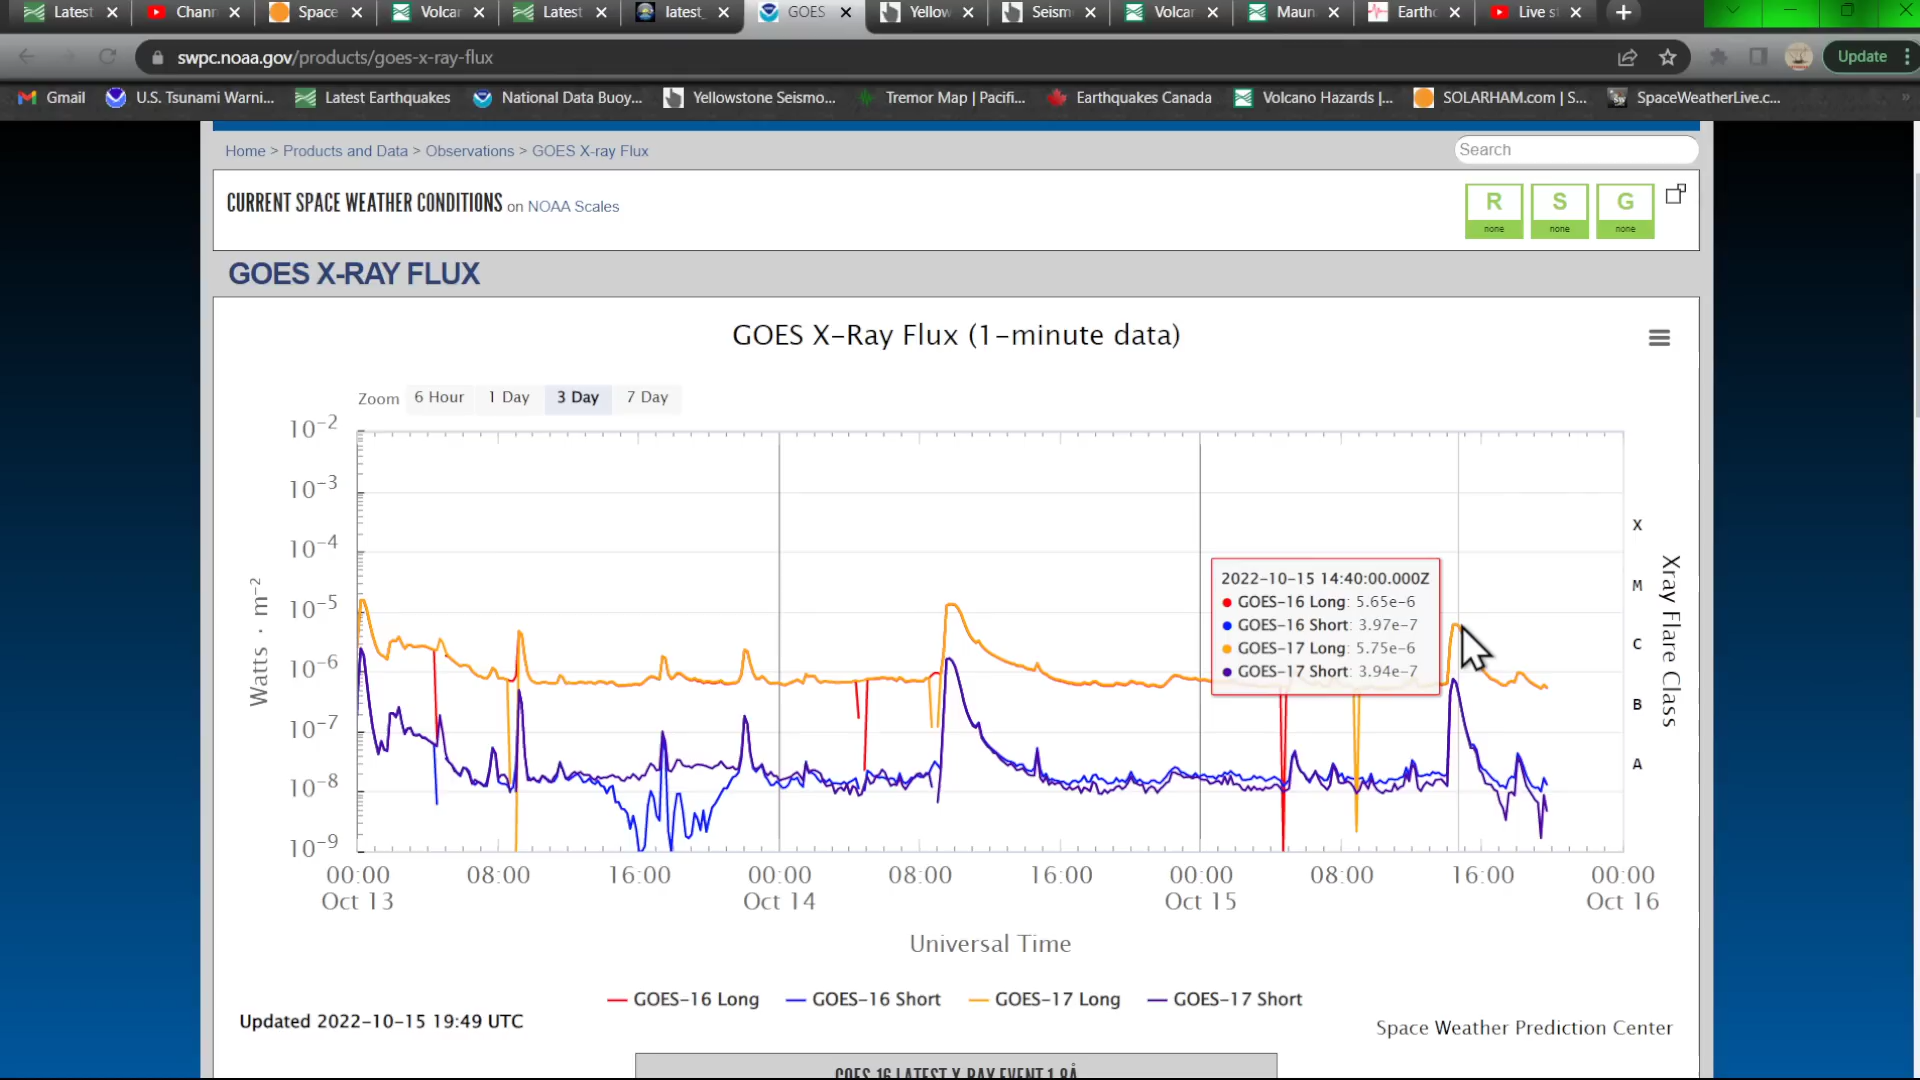 Latest
Chann
Space
Volcan
Latest
latest_
GOES
Yellow
Seism
Volcan
Mauna
Earthc
Live s
swpc.noaa.gov/products/goes-x-ray-flux
Update
Gmail
U.S. Tsunami Warni...
Latest Earthquakes
National Data Buoy...
Yellowstone Seismo...
Tremor Map | Pacifi...
Earthquakes Canada
Volcano Hazards |...
SOLARHAM.com | S...
SpaceWeatherLive.c...
Home > Products and Data > Observations > GOES X-ray Flux
Search
CURRENT SPACE WEATHER CONDITIONS on NOAA Scales
R S G
none none none
GOES X-RAY FLUX
GOES X-Ray Flux (1-minute data)
Zoom 6 Hour 1 Day 3 Day 7 Day
10⁻²
10⁻³
10⁻⁴
10⁻⁵
10⁻⁶
10⁻⁷
10⁻⁸
10⁻⁹
Watts · m⁻²
X
M
C
B
A
Xray Flare Class
2022-10-15 14:40:00.000Z
GOES-16 Long: 5.65e-6
GOES-16 Short: 3.97e-7
GOES-17 Long: 5.75e-6
GOES-17 Short: 3.94e-7
00:00 08:00 16:00 00:00 08:00 16:00 00:00 08:00 16:00 00:00
Oct 13 Oct 14 Oct 15 Oct 16
Universal Time
GOES-16 Long GOES-16 Short GOES-17 Long GOES-17 Short
Updated 2022-10-15 19:49 UTC
Space Weather Prediction Center
GOES 16 LATEST X-RAY EVENT 1-8Å